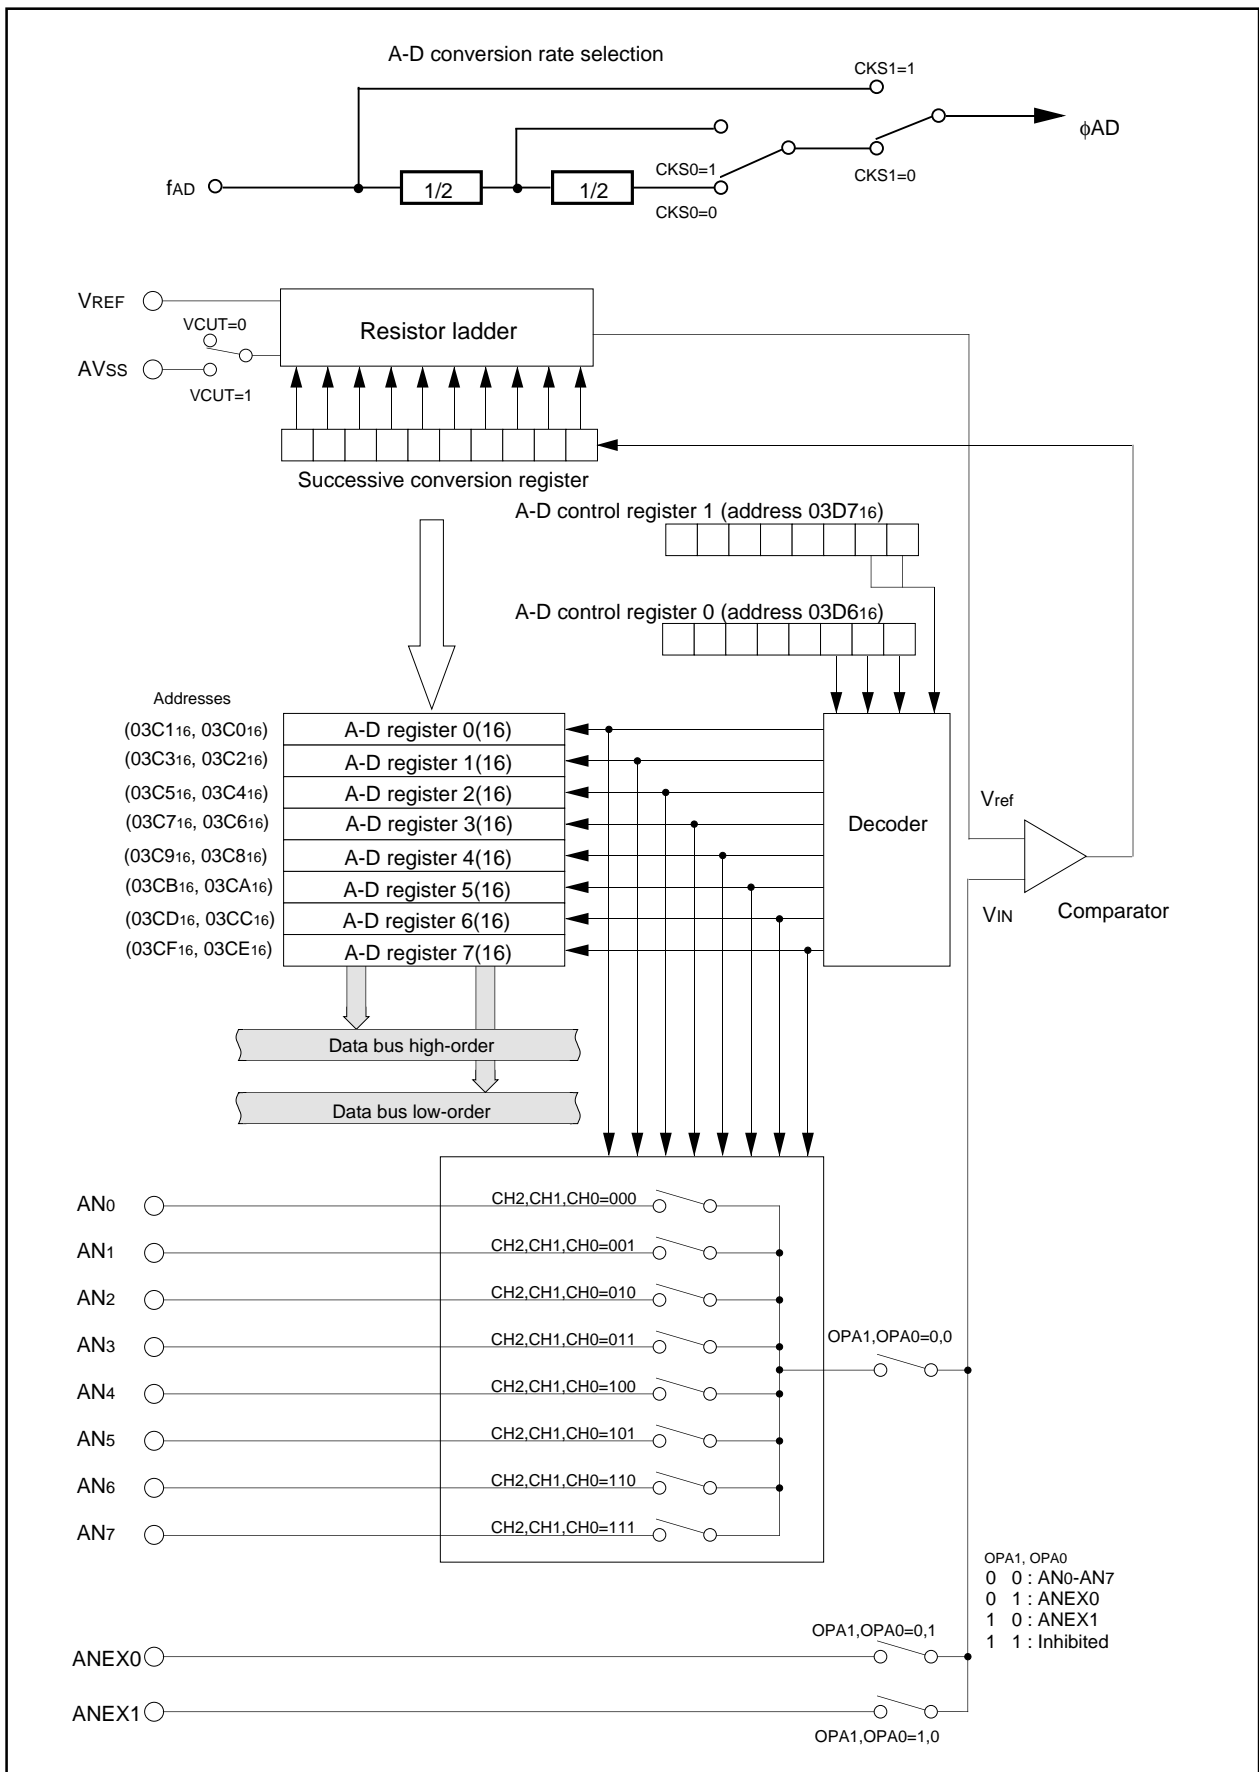 A-D conversion rate selection
CKS1=1
φAD
CKS0=1
CKS1=0
fAD
1/2
1/2
CKS0=0
VREF
VCUT=0
Resistor ladder
AVSS
VCUT=1
Successive conversion register
A-D control register 1 (address 03D716)
A-D control register 0 (address 03D616)
Addresses
(03C116, 03C016)
A-D register 0(16)
(03C316, 03C216)
A-D register 1(16)
(03C516, 03C416)
A-D register 2(16)
(03C716, 03C616)
A-D register 3(16)
(03C916, 03C816)
A-D register 4(16)
(03CB16, 03CA16)
A-D register 5(16)
(03CD16, 03CC16)
A-D register 6(16)
(03CF16, 03CE16)
A-D register 7(16)
Decoder
Vref
VIN
Comparator
Data bus high-order
Data bus low-order
AN0
CH2,CH1,CH0=000
AN1
CH2,CH1,CH0=001
AN2
CH2,CH1,CH0=010
AN3
CH2,CH1,CH0=011
OPA1,OPA0=0,0
AN4
CH2,CH1,CH0=100
AN5
CH2,CH1,CH0=101
AN6
CH2,CH1,CH0=110
AN7
CH2,CH1,CH0=111
OPA1, OPA0
0 0 : AN0-AN7
0 1 : ANEX0
1 0 : ANEX1
1 1 : Inhibited
OPA1,OPA0=0,1
ANEX0
ANEX1
OPA1,OPA0=1,0